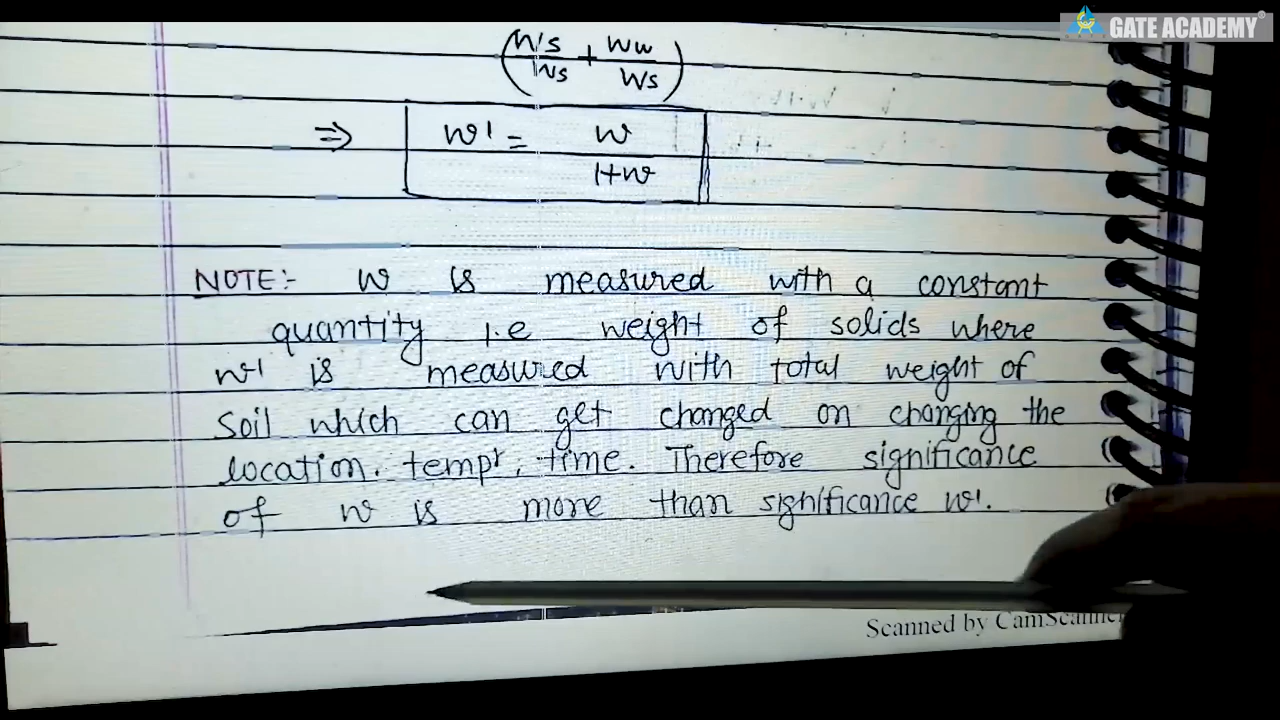 GATE ACADEMY
(Ws/Ws + Ww/Ws)
⇒ w' = w/1+w
NOTE:- w is measured with a constant
quantity i.e weight of solids where
w' is measured with total weight of
soil which can get changed on changing the
location, tempr, time. Therefore significance
of w is more than significance w'.
Scanned by CamScanner